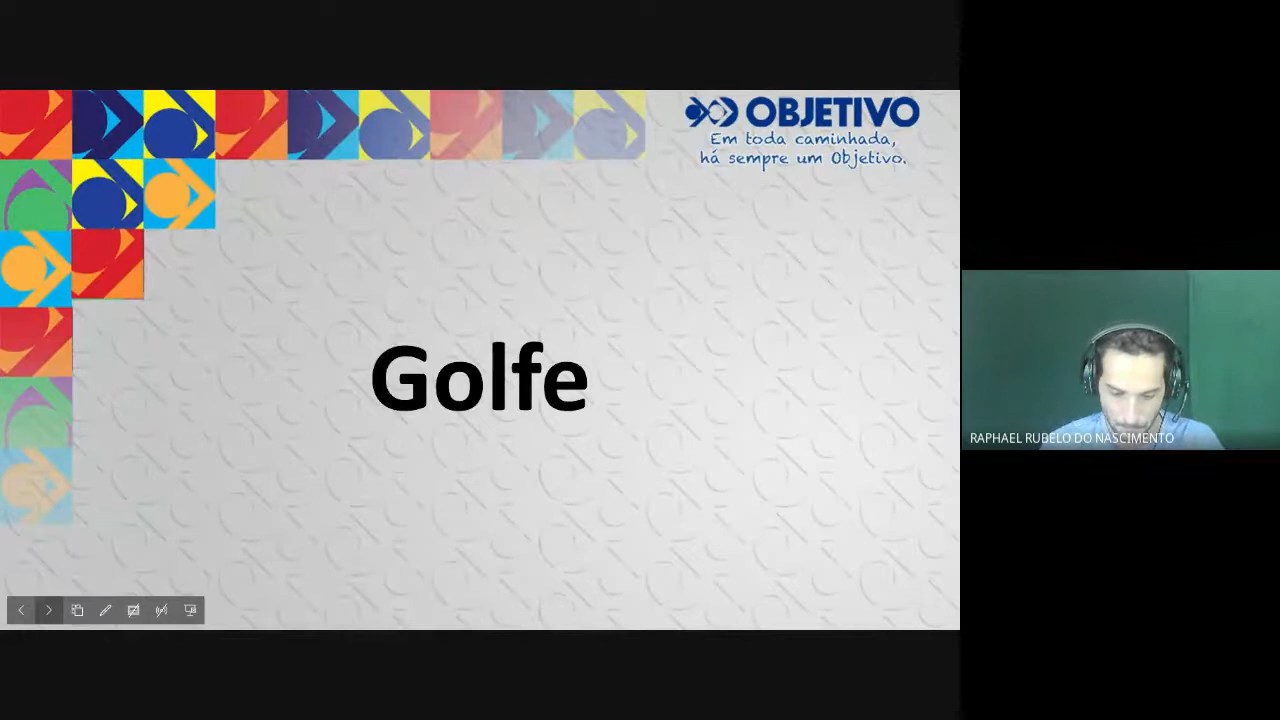 OBJETIVO
Em toda caminhada,
há sempre um Objetivo.
Golfe
RAPHAEL RUBELO DO NASCIMENTO